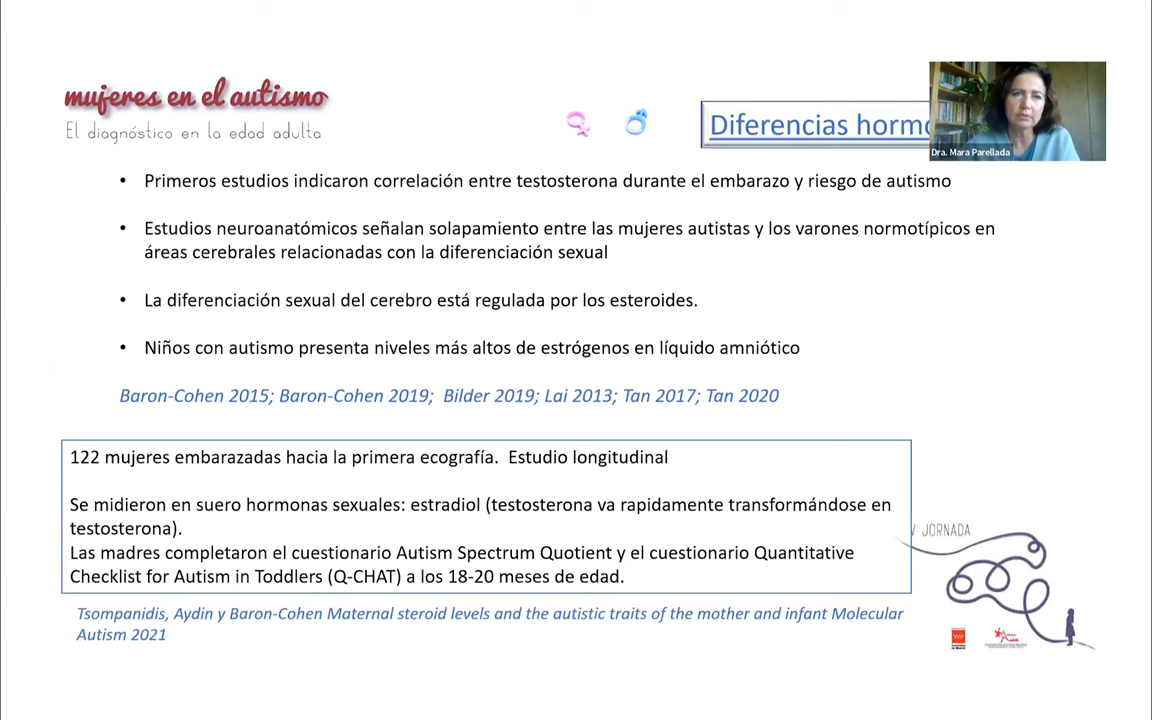 mujeres en el autismo
El diagnóstico en la edad adulta
Diferencias hormo
Dra. Mara Parellada
• Primeros estudios indicaron correlación entre testosterona durante el embarazo y riesgo de autismo
• Estudios neuroanatómicos señalan solapamiento entre las mujeres autistas y los varones normotípicos en
áreas cerebrales relacionadas con la diferenciación sexual
• La diferenciación sexual del cerebro está regulada por los esteroides.
• Niños con autismo presenta niveles más altos de estrógenos en líquido amniótico
Baron-Cohen 2015; Baron-Cohen 2019; Bilder 2019; Lai 2013; Tan 2017; Tan 2020
122 mujeres embarazadas hacia la primera ecografía. Estudio longitudinal
Se midieron en suero hormonas sexuales: estradiol (testosterona va rapidamente transformándose en
testosterona).
Las madres completaron el cuestionario Autism Spectrum Quotient y el cuestionario Quantitative
Checklist for Autism in Toddlers (Q-CHAT) a los 18-20 meses de edad.
V JORNADA
Tsompanidis, Aydin y Baron-Cohen Maternal steroid levels and the autistic traits of the mother and infant Molecular
Autism 2021